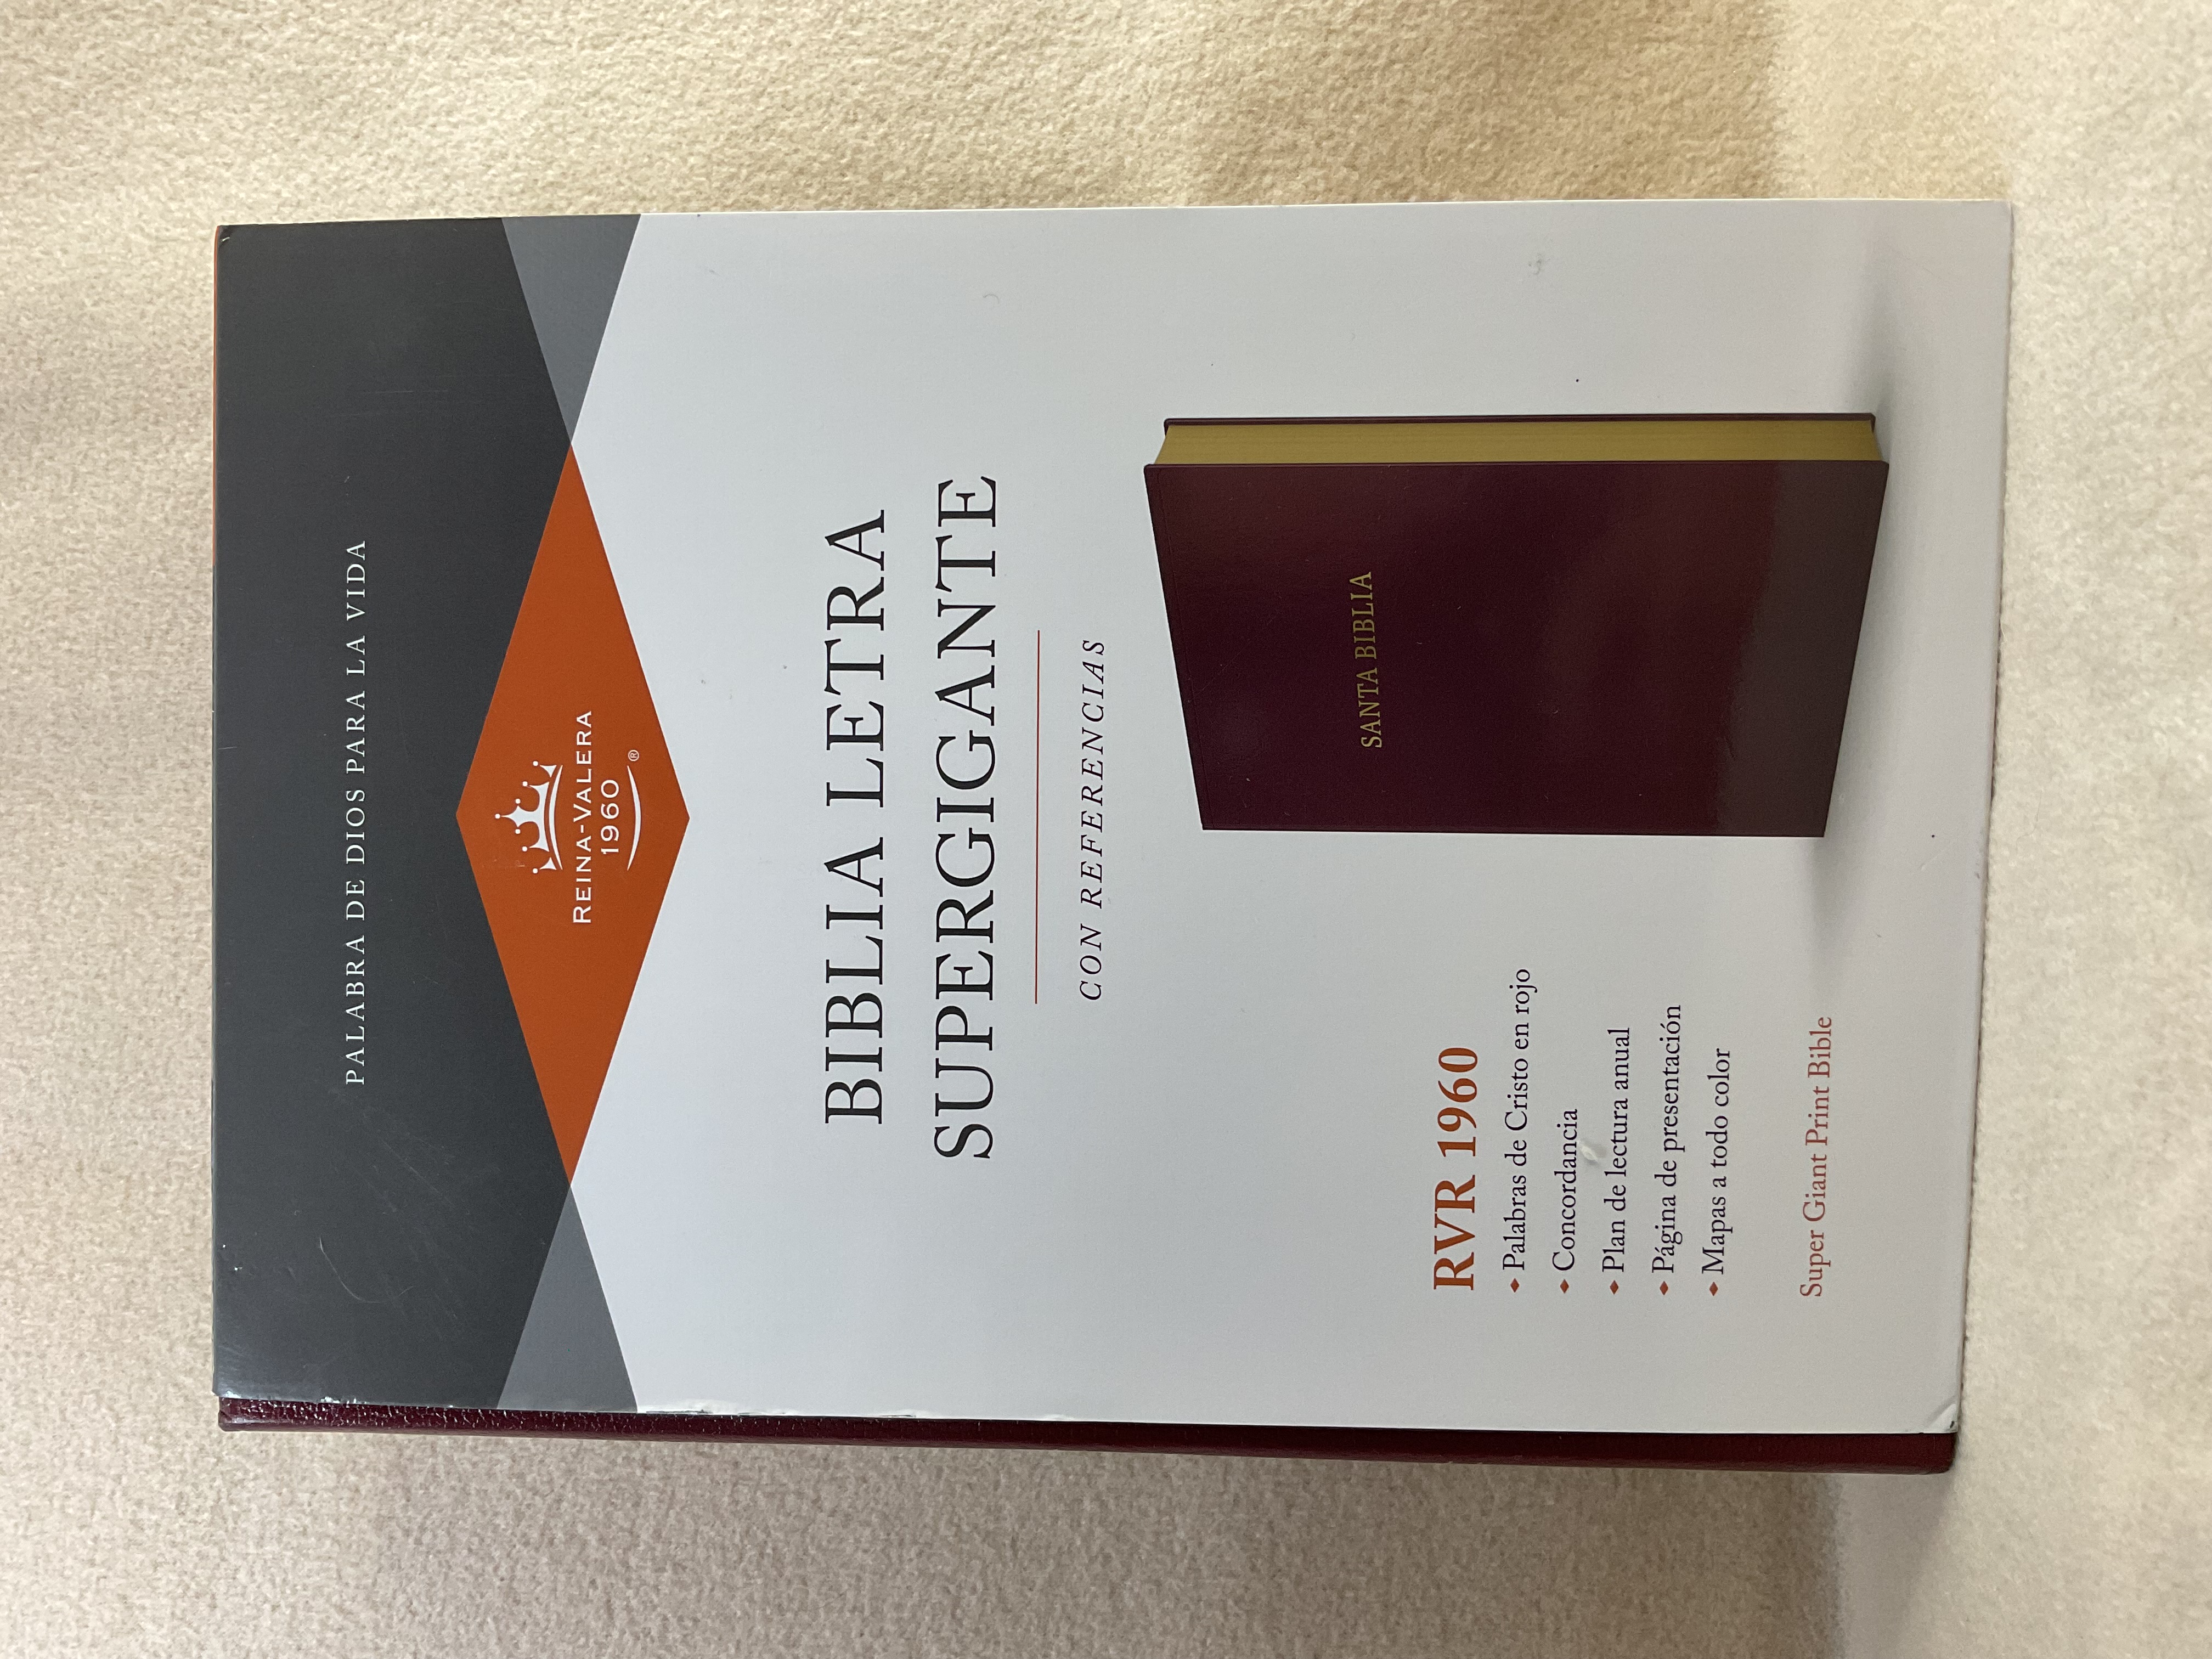 PALABRA DE DIOS PARA LA VIDA
REINA-VALERA
1960
®
BIBLIA LETRA
SUPERGIGANTE
CON REFERENCIAS
SANTA BIBLIA
RVR 1960
Palabras de Cristo en rojo
Concordancia
Plan de lectura anual
Página de presentación
Mapas a todo color
Super Giant Print Bible